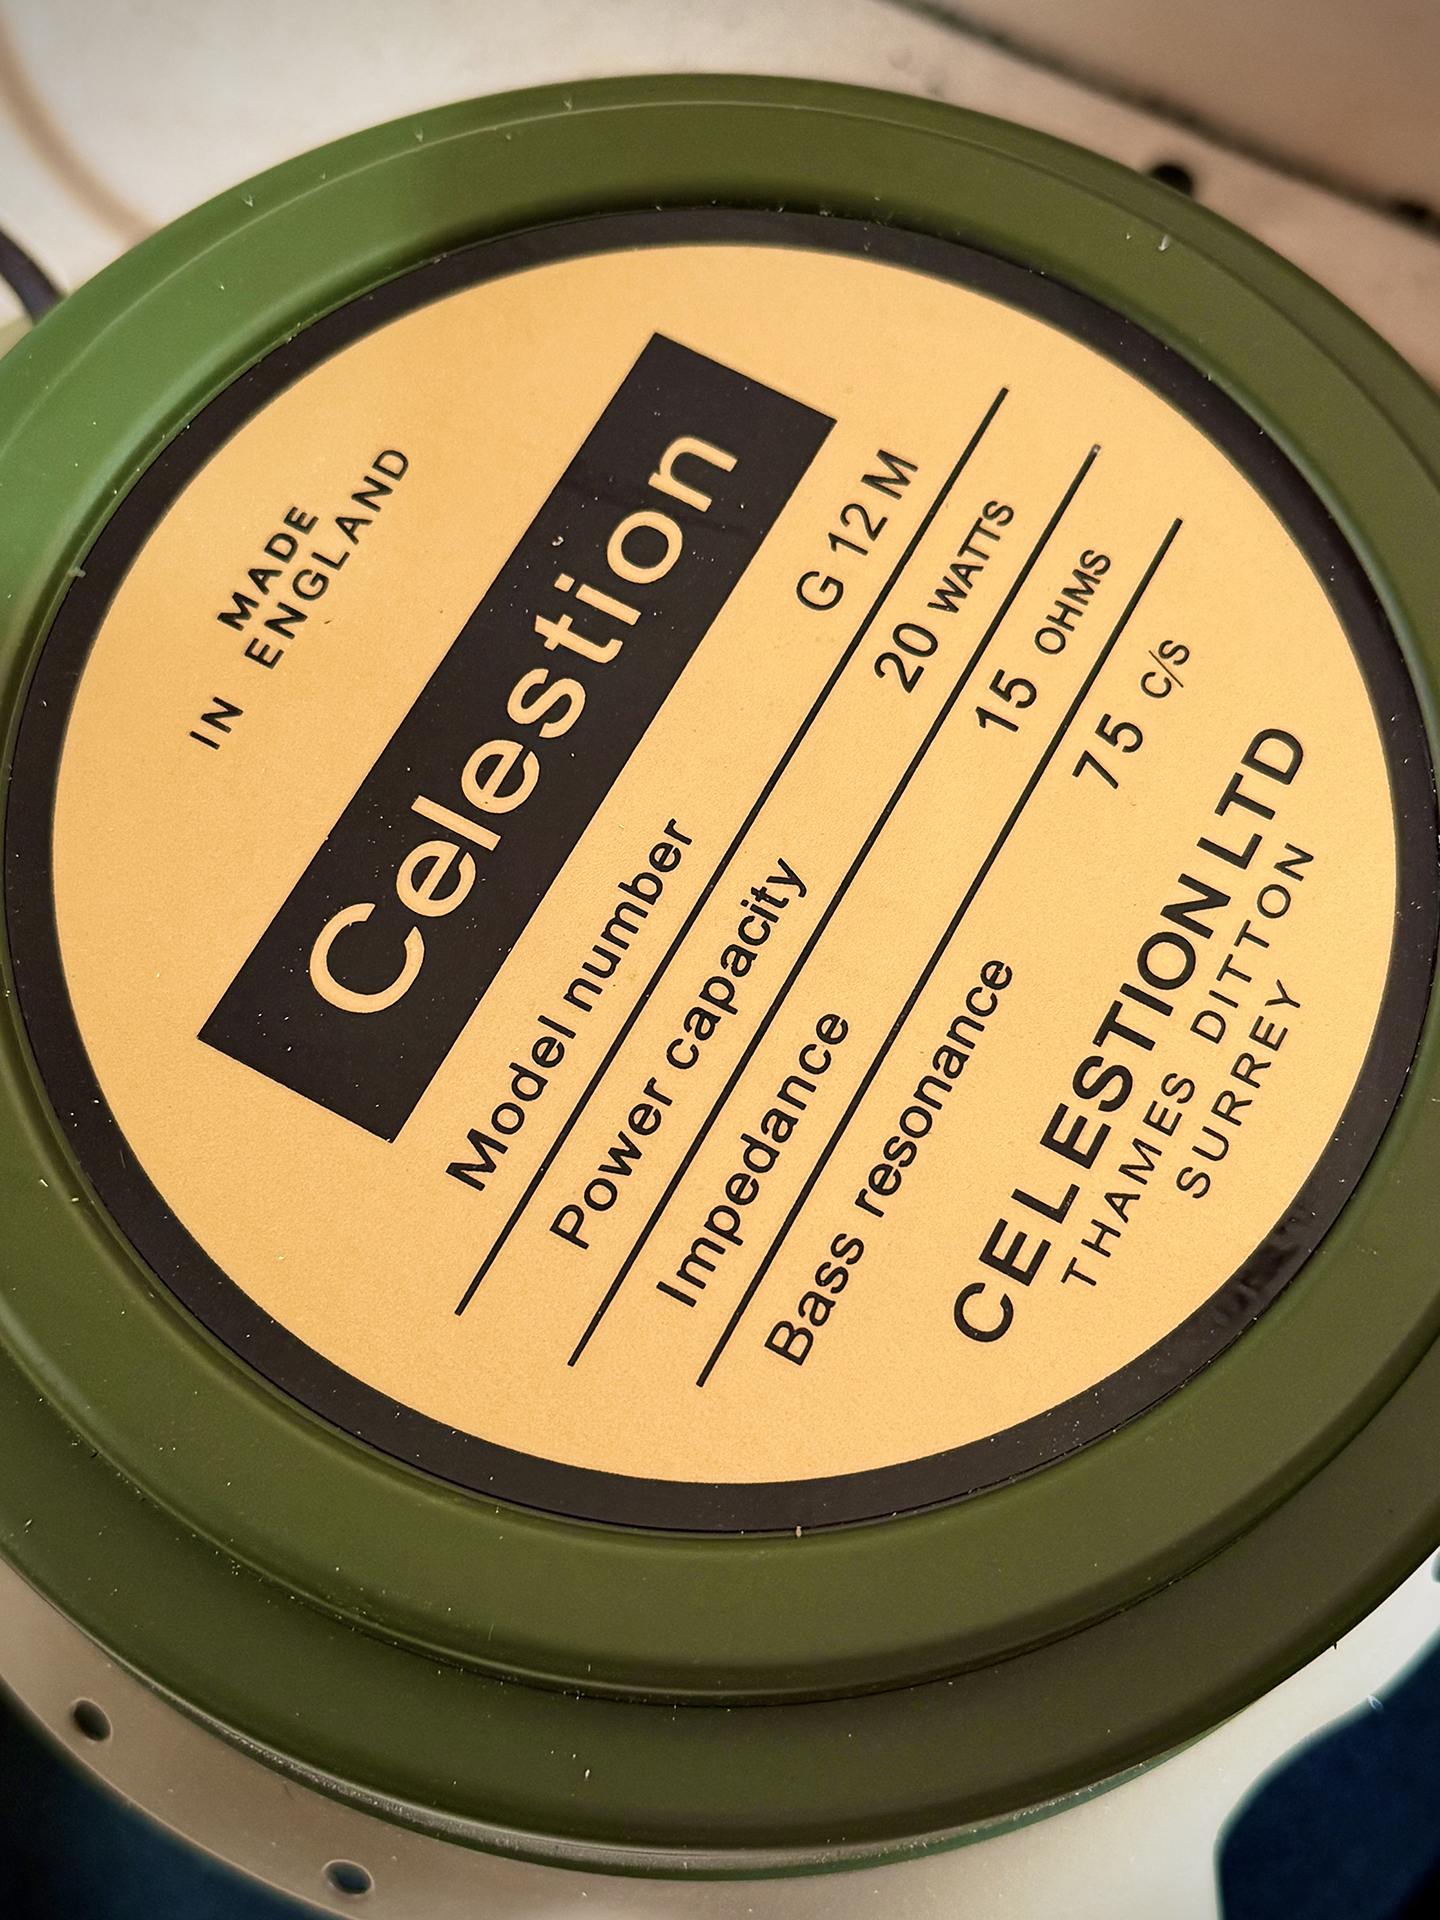 MADE
IN ENGLAND
Celestion
Model number G 12 M
Power capacity 20 WATTS
Impedance 15 OHMS
Bass resonance 75 C/S
CELESTION LTD
THAMES DITTON
SURREY